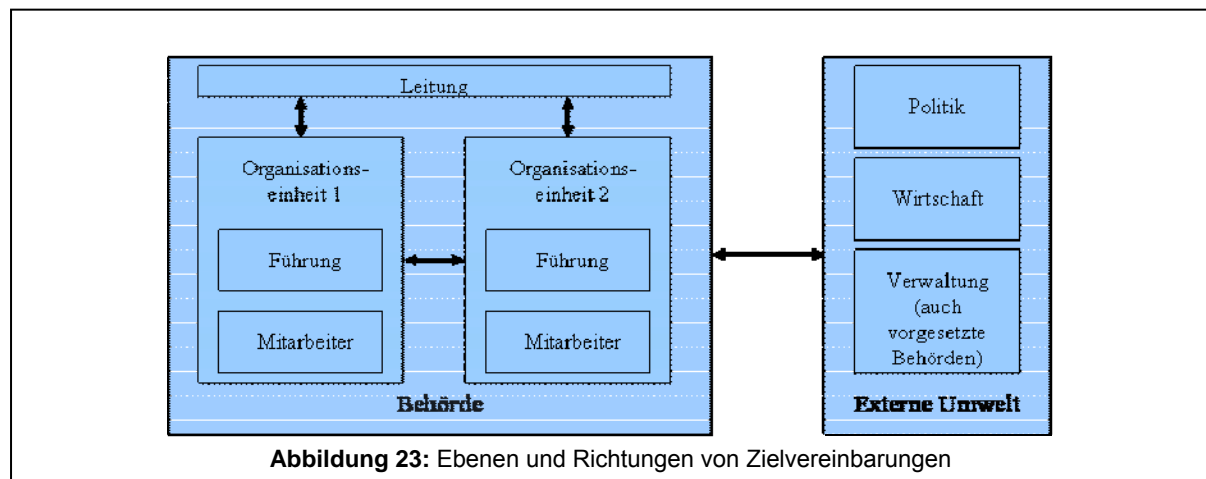 Leitung
Organisations-
einheit 1
Führung
Mitarbeiter
Organisations-
einheit 2
Führung
Mitarbeiter
Behörde
Politik
Wirtschaft
Verwaltung
(auch
vorgesetzte
Behörden)
Externe Umwelt
Abbildung 23: Ebenen und Richtungen von Zielvereinbarungen